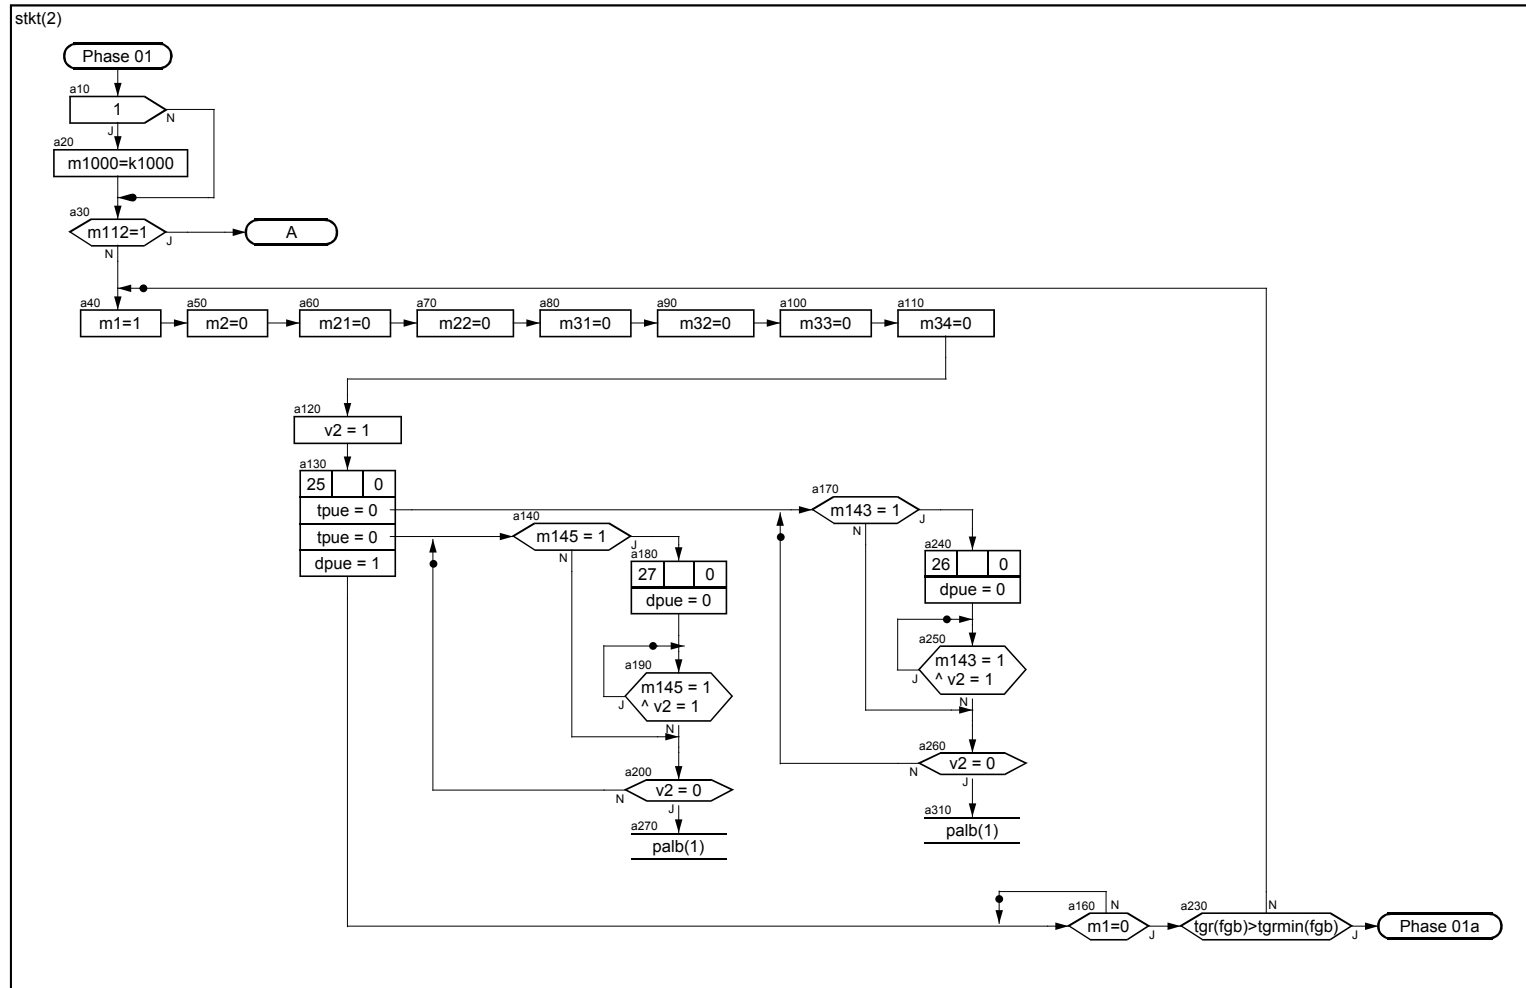 stkt(2)
Phase 01
a10
1
N
J
a20
m1000=k1000
a30
m112=1
J
A
N
a40 a50 a60 a70 a80 a90 a100 a110
m1=1 m2=0 m21=0 m22=0 m31=0 m32=0 m33=0 m34=0
a120
v2 = 1
a130
25 0
tpue = 0
tpue = 0
dpue = 1
a140
m145 = 1
J
N
a180
27 0
dpue = 0
a190
m145 = 1
^ v2 = 1
J
N
a200
v2 = 0
N
J
a270
palb(1)
a170
m143 = 1
J
N
a240
26 0
dpue = 0
a250
m143 = 1
^ v2 = 1
J
N
a260
v2 = 0
N
J
a310
palb(1)
a160
N
m1=0
J
a230
N
tgr(fgb)>tgrmin(fgb)
J
Phase 01a